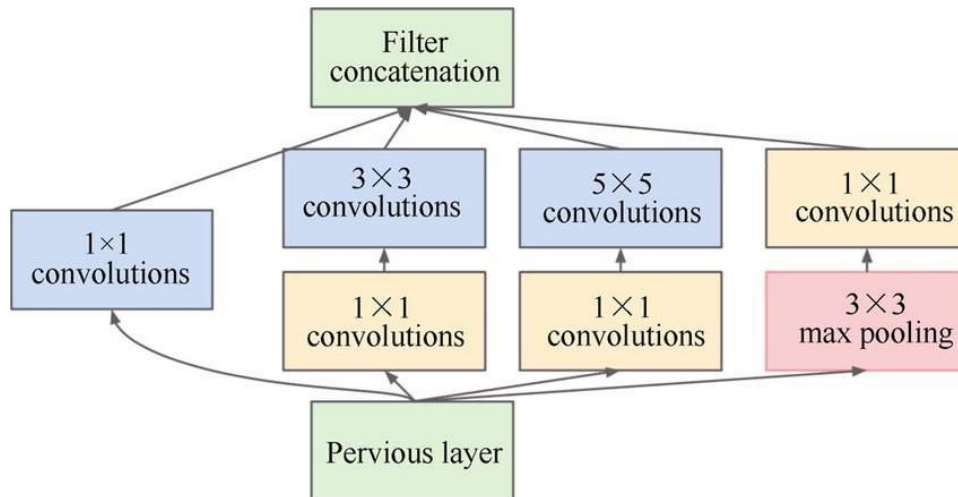 Filter
concatenation
3×3
convolutions
5×5
convolutions
1×1
convolutions
1×1
convolutions
1×1
convolutions
1×1
convolutions
3×3
max pooling
Pervious layer